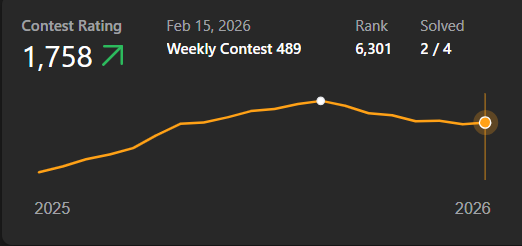 Contest Rating
1,758
Feb 15, 2026
Weekly Contest 489
Rank
6,301
Solved
2 / 4
2025
2026